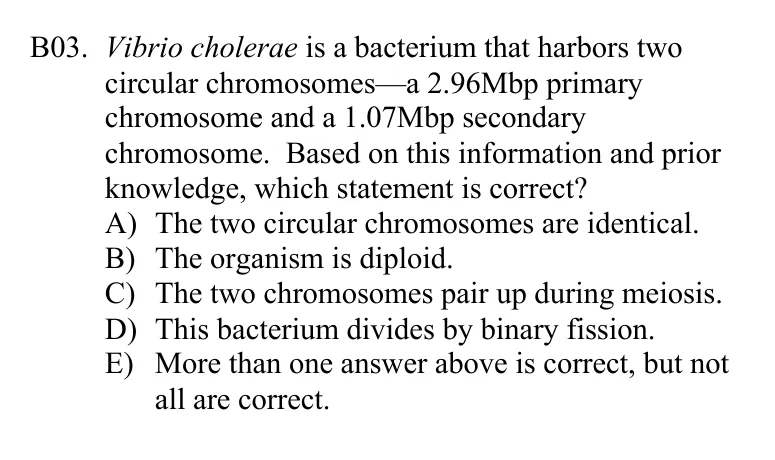 B03. Vibrio cholerae is a bacterium that harbors two
circular chromosomes—a 2.96Mbp primary
chromosome and a 1.07Mbp secondary
chromosome. Based on this information and prior
knowledge, which statement is correct?
A) The two circular chromosomes are identical.
B) The organism is diploid.
C) The two chromosomes pair up during meiosis.
D) This bacterium divides by binary fission.
E) More than one answer above is correct, but not
all are correct.